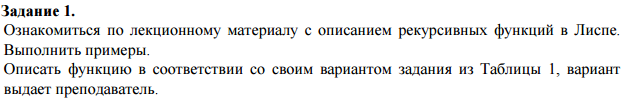 Задание 1.
Ознакомиться по лекционному материалу с описанием рекурсивных функций в Лиспе.
Выполнить примеры.
Описать функцию в соответствии со своим вариантом задания из Таблицы 1, вариант
выдает преподаватель.